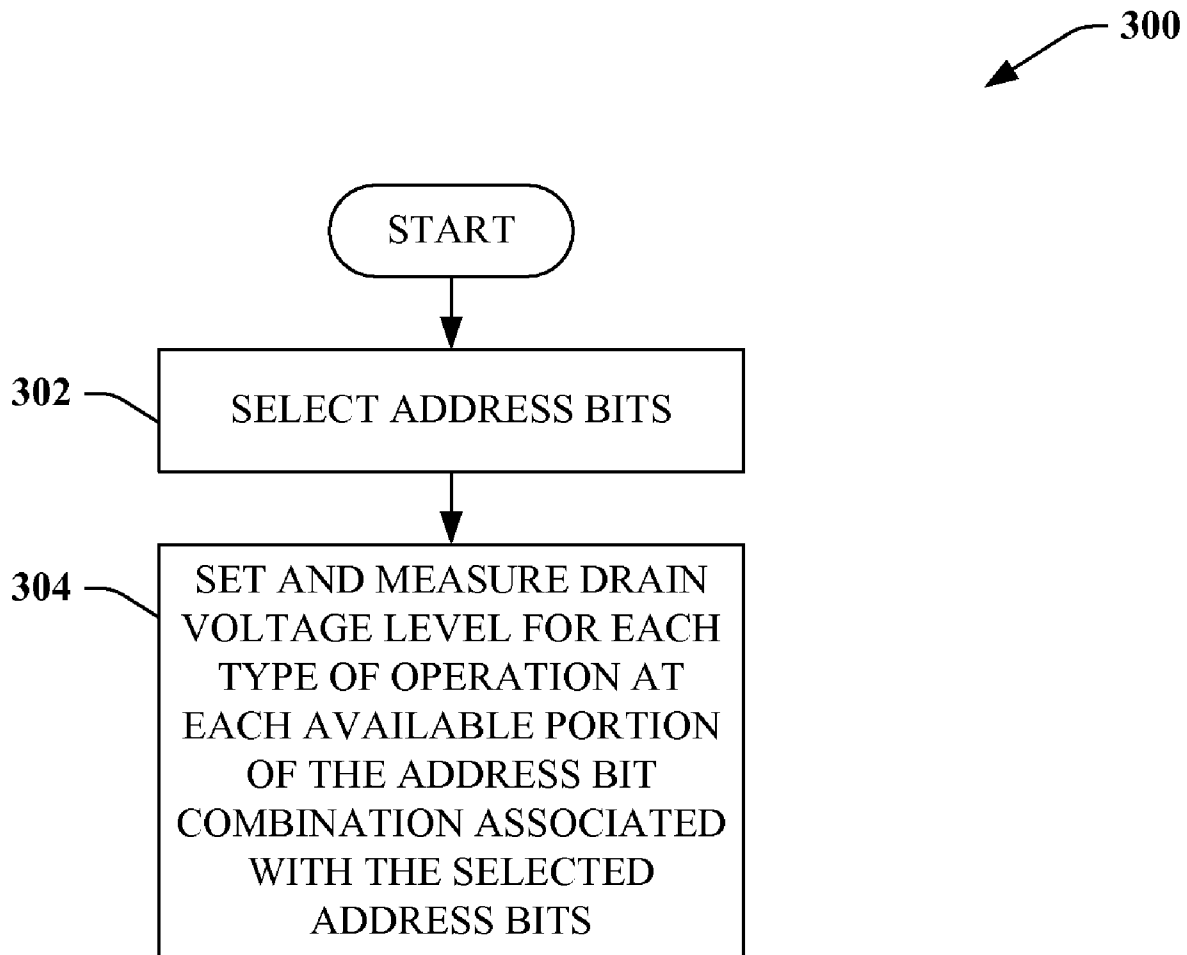 300
START
302
SELECT ADDRESS BITS
304
SET AND MEASURE DRAIN
VOLTAGE LEVEL FOR EACH
TYPE OF OPERATION AT
EACH AVAILABLE PORTION
OF THE ADDRESS BIT
COMBINATION ASSOCIATED
WITH THE SELECTED
ADDRESS BITS